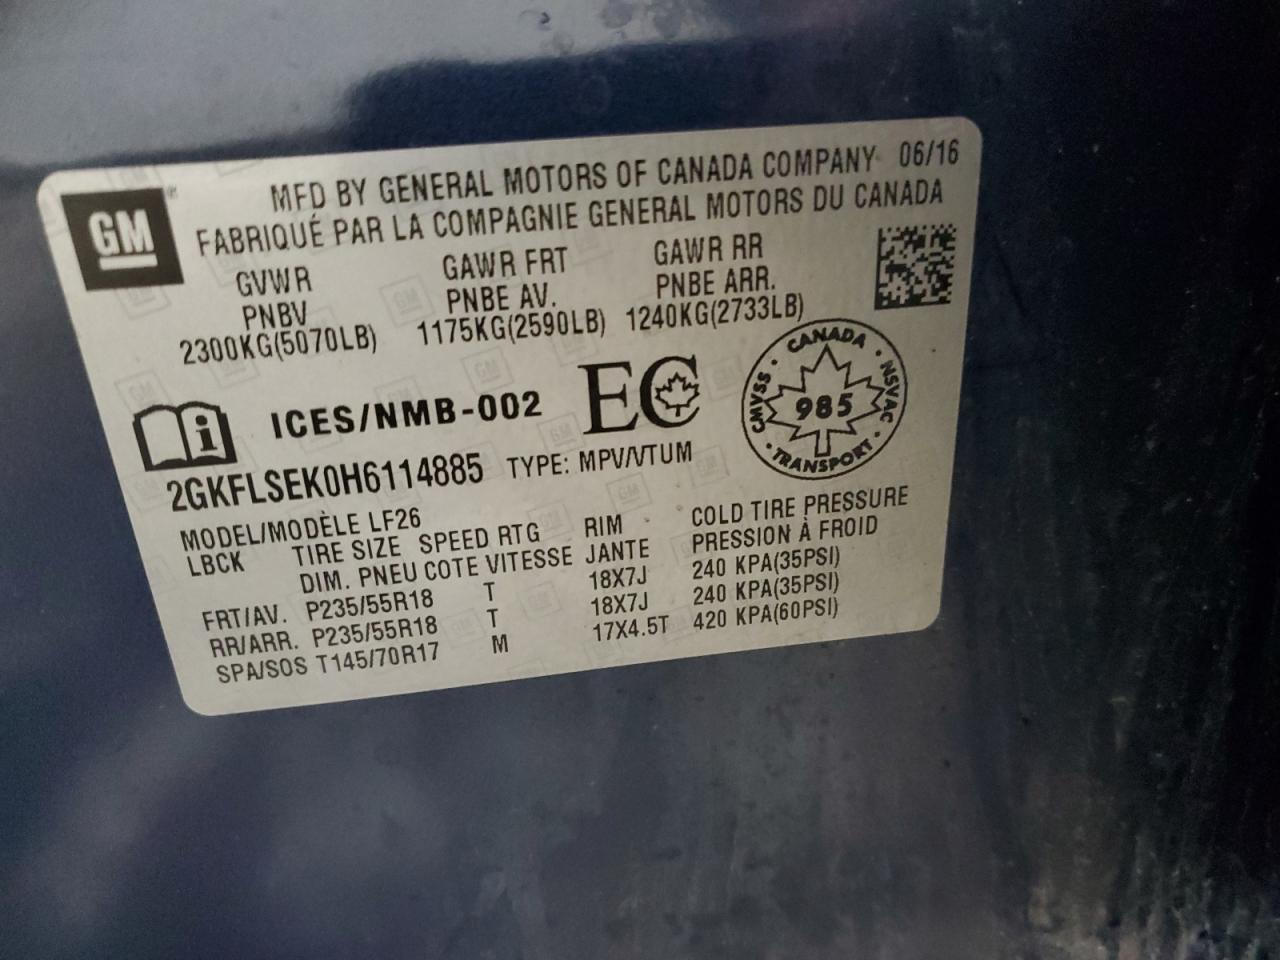 GM
MFD BY GENERAL MOTORS OF CANADA COMPANY 06/16
FABRIQUÉ PAR LA COMPAGNIE GENERAL MOTORS DU CANADA
GVWR GAWR FRT GAWR RR
PNBV PNBE AV. PNBE ARR.
2300KG(5070LB) 1175KG(2590LB) 1240KG(2733LB)
i ICES/NMB-002 EC
CANADA · NSVAC · TRANSPORT · CMVSS ·
985
2GKFLSEK0H6114885 TYPE: MPV/VTUM
MODEL/MODÈLE LF26
LBCK TIRE SIZE SPEED RTG RIM COLD TIRE PRESSURE
DIM. PNEU COTE VITESSE JANTE PRESSION À FROID
FRT/AV. P235/55R18 T 18X7J 240 KPA(35PSI)
RR/ARR. P235/55R18 T 18X7J 240 KPA(35PSI)
SPA/SOS T145/70R17 M 17X4.5T 420 KPA(60PSI)